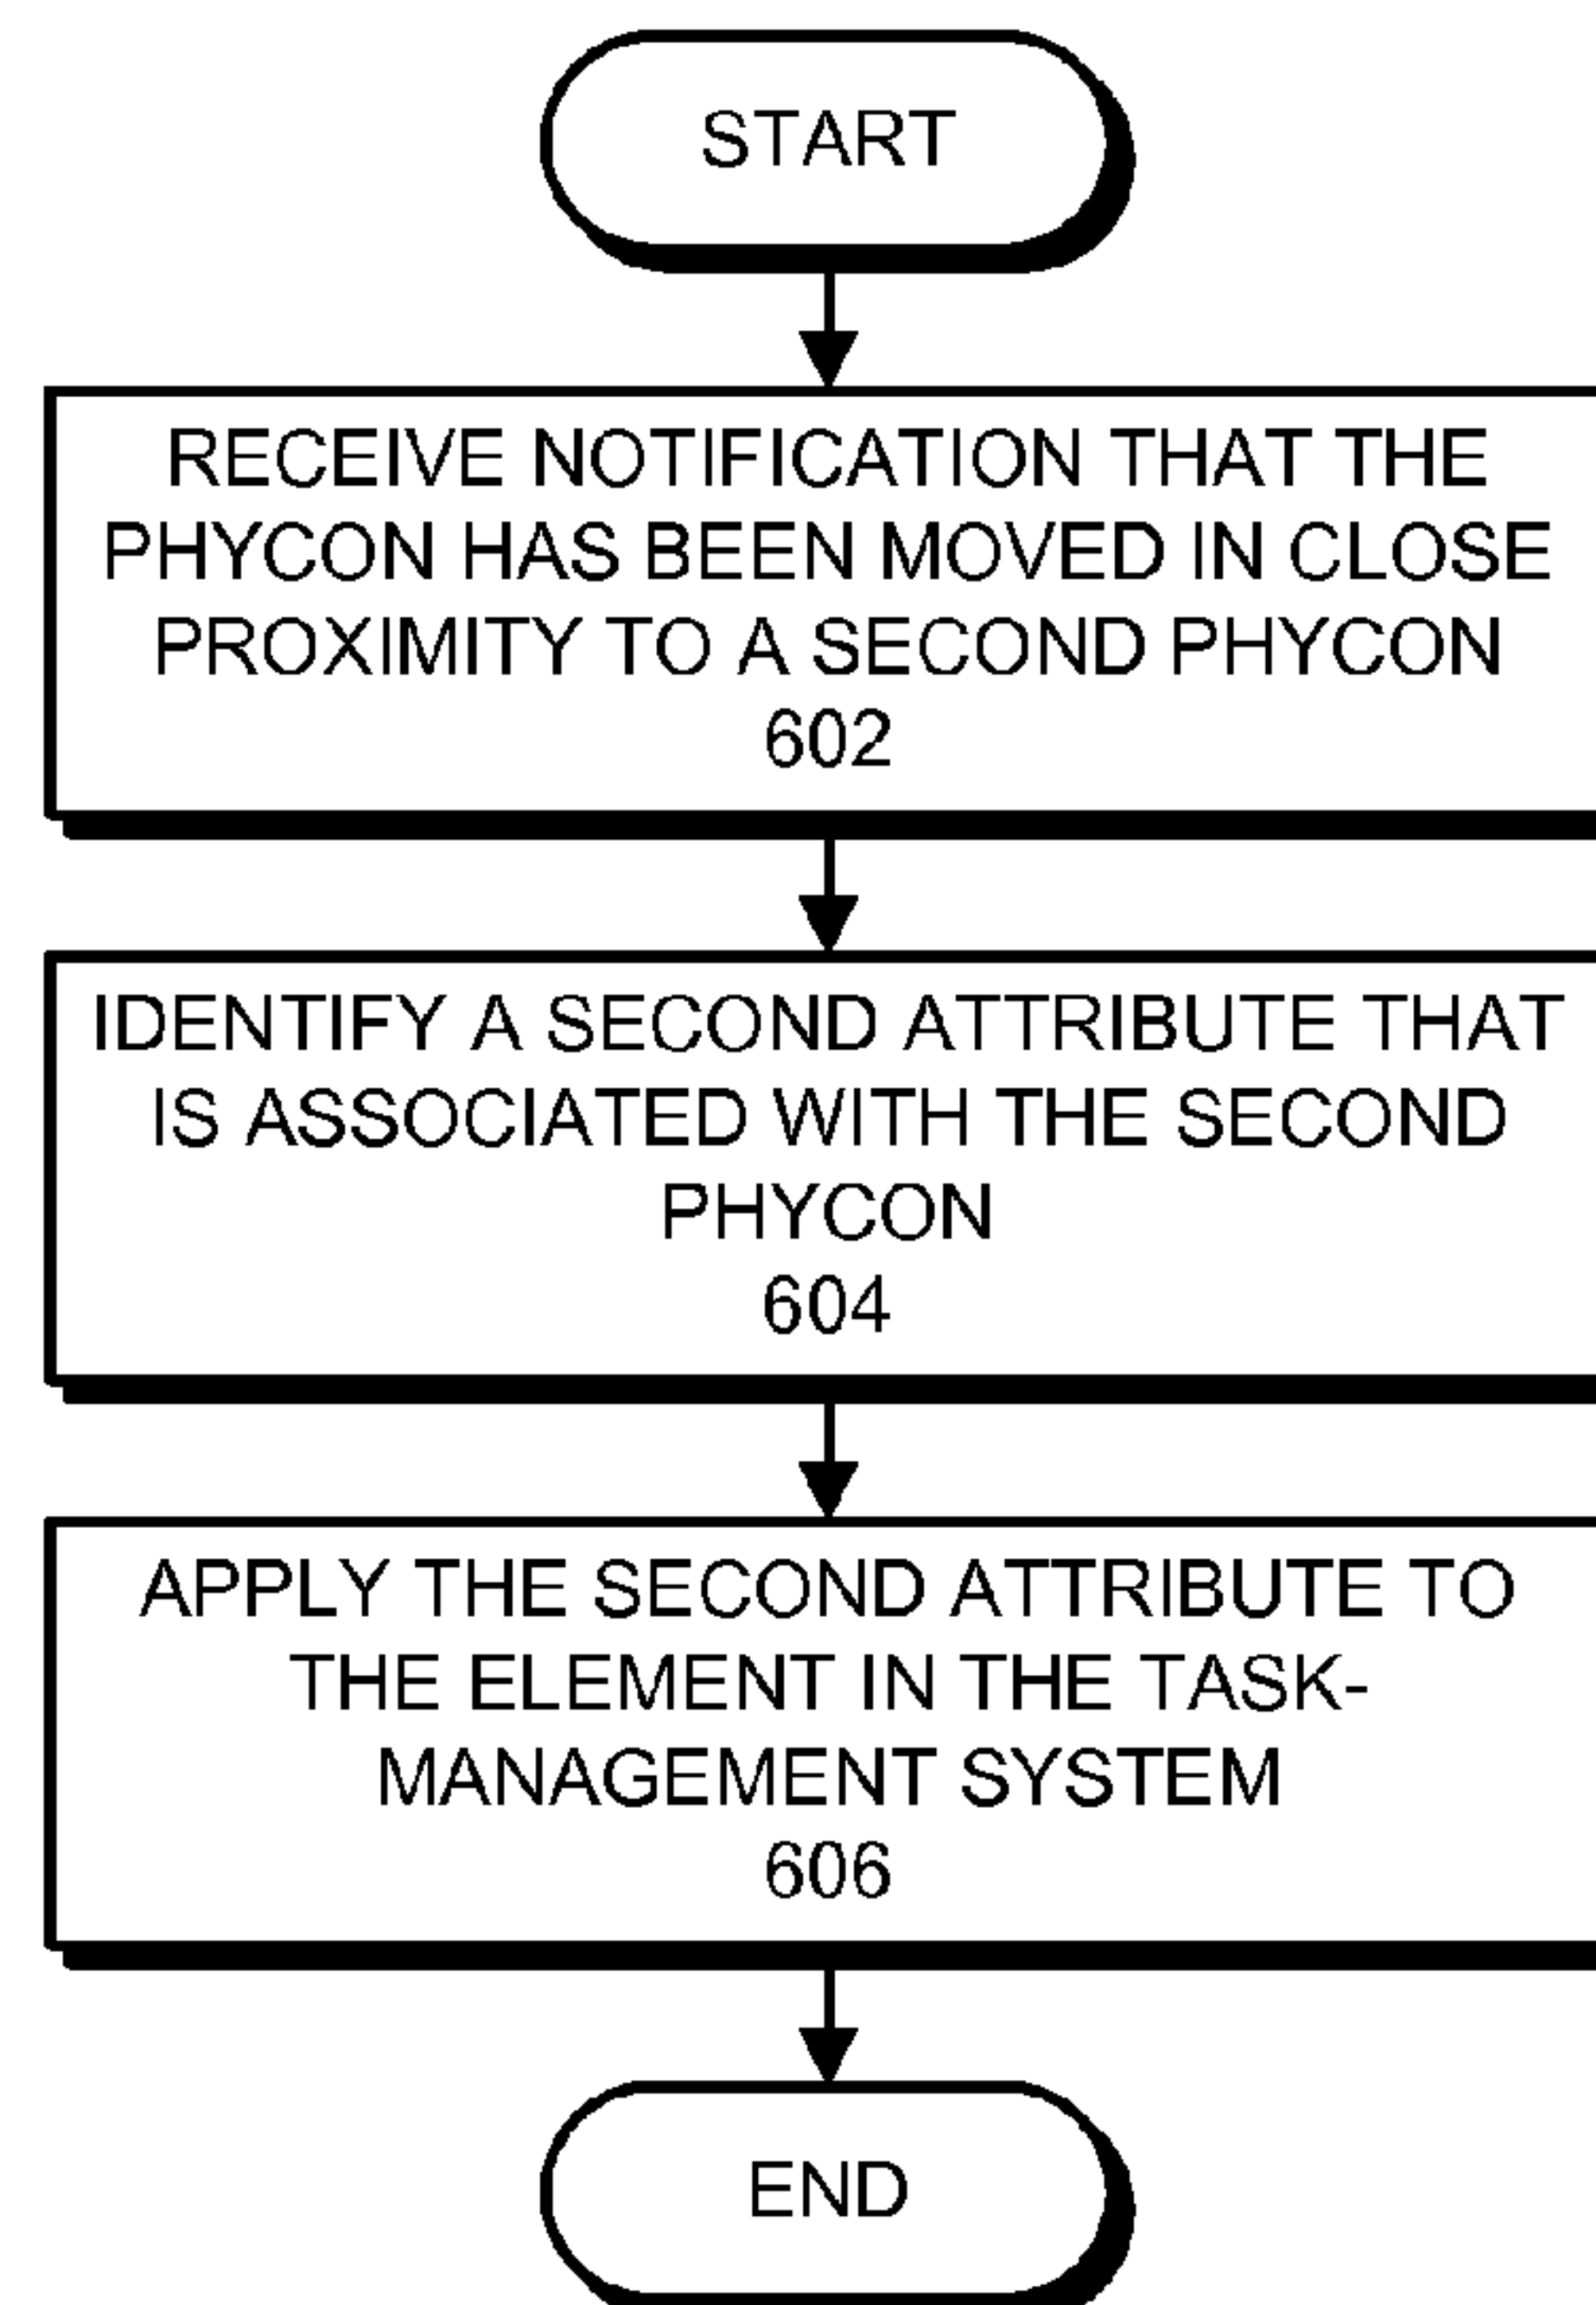 START
RECEIVE NOTIFICATION THAT THE
PHYCON HAS BEEN MOVED IN CLOSE
PROXIMITY TO A SECOND PHYCON
602
IDENTIFY A SECOND ATTRIBUTE THAT
IS ASSOCIATED WITH THE SECOND
PHYCON
604
APPLY THE SECOND ATTRIBUTE TO
THE ELEMENT IN THE TASK-
MANAGEMENT SYSTEM
606
END